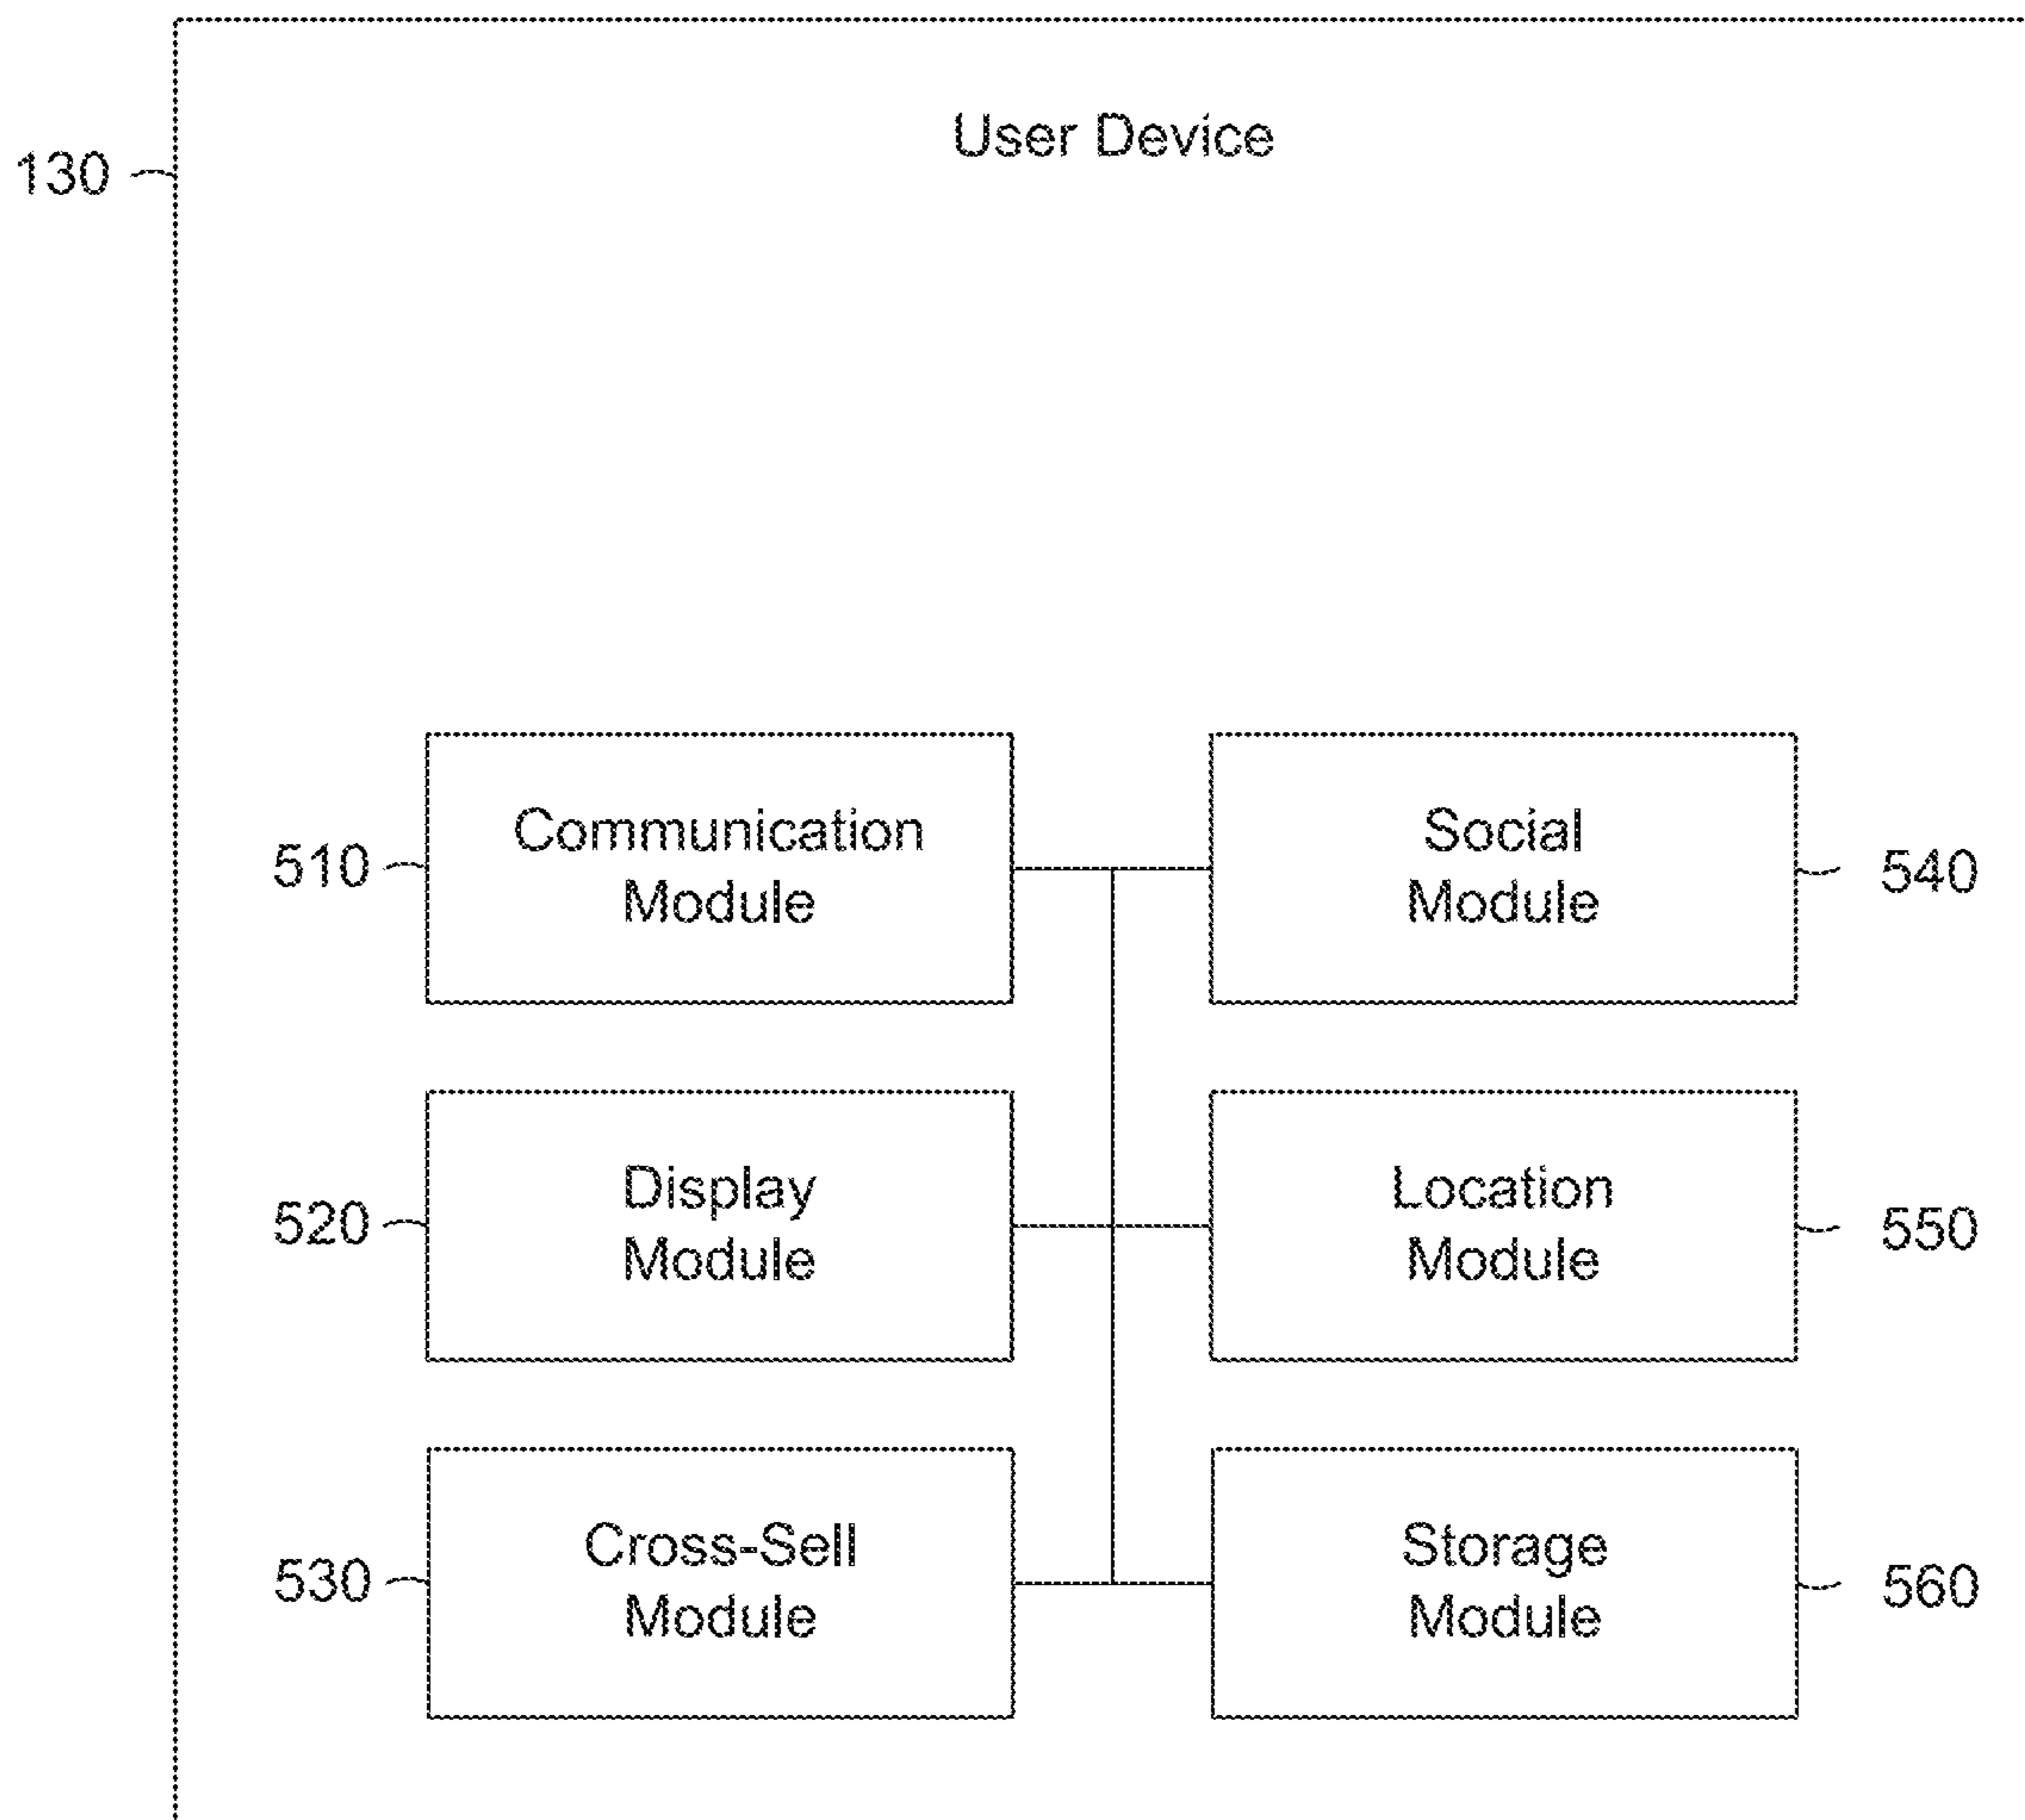 User Device
130
Communication
Module
510
Social
Module
540
Display
Module
520
Location
Module
550
Cross-Sell
Module
530
Storage
Module
560